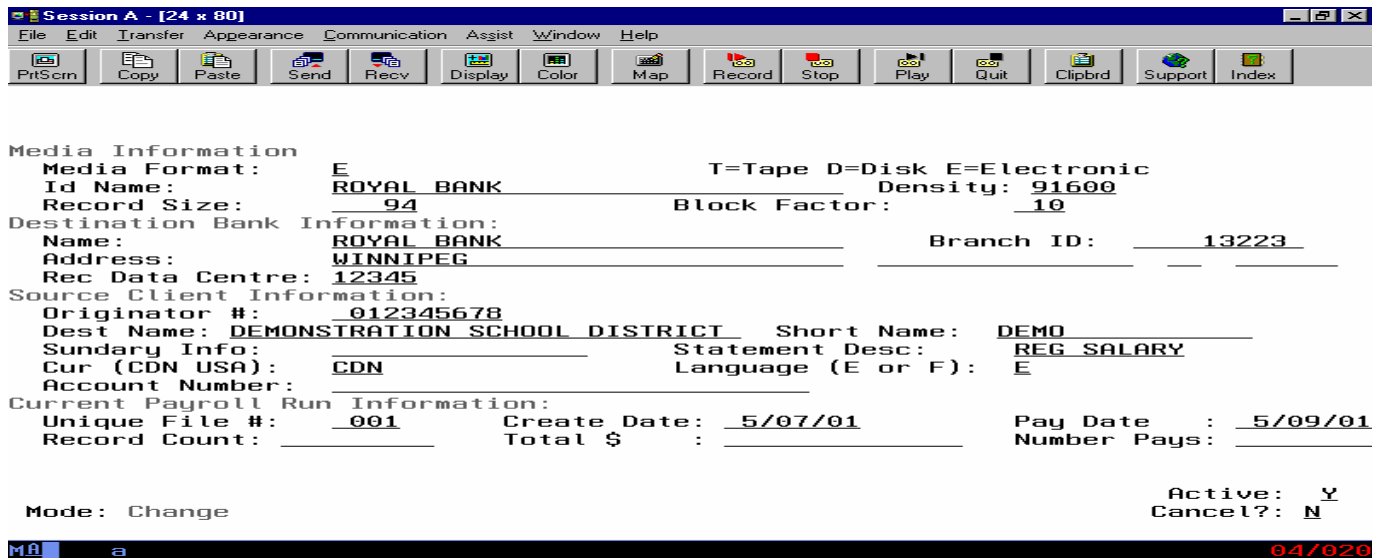 Session A - [24 x 80]
File Edit Transfer Appearance Communication Assist Window Help
PrtScrn Copy Paste Send Recv Display Color Map Record Stop Play Quit Clipbrd Support Index
Media Information
Media Format: E T=Tape D=Disk E=Electronic
Id Name: ROYAL BANK Density: 91600
Record Size: 94 Block Factor: 10
Destination Bank Information:
Name: ROYAL BANK Branch ID: 13223
Address: WINNIPEG
Rec Data Centre: 12345
Source Client Information:
Originator #: 012345678
Dest Name: DEMONSTRATION SCHOOL DISTRICT Short Name: DEMO
Sundary Info: Statement Desc: REG SALARY
Cur (CDN USA): CDN Language (E or F): E
Account Number:
Current Payroll Run Information:
Unique File #: 001 Create Date: 5/07/01 Pay Date : 5/09/01
Record Count: Total $ : Number Pays:
Active: Y
Mode: Change Cancel?: N
MA a 04/020